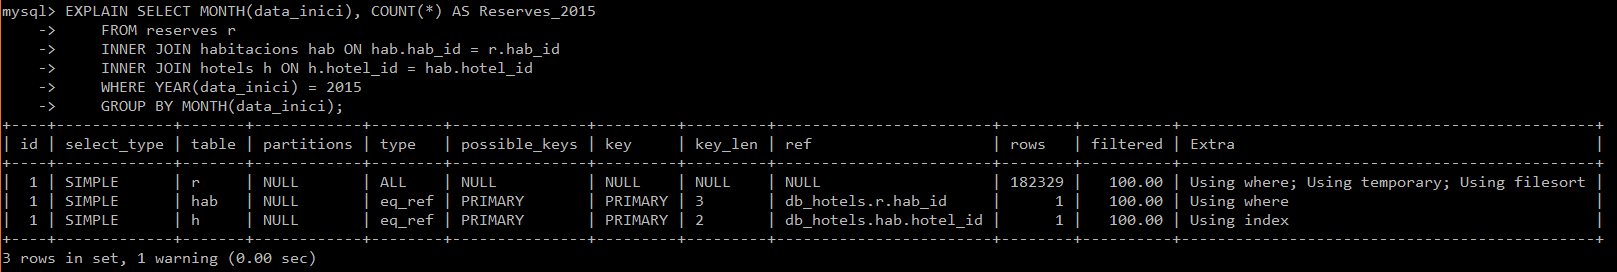 mysql> EXPLAIN SELECT MONTH(data_inici), COUNT(*) AS Reserves_2015
    ->     FROM reserves r
    ->     INNER JOIN habitacions hab ON hab.hab_id = r.hab_id
    ->     INNER JOIN hotels h ON h.hotel_id = hab.hotel_id
    ->     WHERE YEAR(data_inici) = 2015
    ->     GROUP BY MONTH(data_inici);
+----+-------------+-------+------------+--------+---------------+---------+---------+------------------------+--------+----------+----------------------------------------------+
| id | select_type | table | partitions | type   | possible_keys | key     | key_len | ref                    | rows   | filtered | Extra                                        |
+----+-------------+-------+------------+--------+---------------+---------+---------+------------------------+--------+----------+----------------------------------------------+
|  1 | SIMPLE      | r     | NULL       | ALL    | NULL          | NULL    | NULL    | NULL                   | 182329 |   100.00 | Using where; Using temporary; Using filesort |
|  1 | SIMPLE      | hab   | NULL       | eq_ref | PRIMARY       | PRIMARY | 3       | db_hotels.r.hab_id     |      1 |   100.00 | Using where                                  |
|  1 | SIMPLE      | h     | NULL       | eq_ref | PRIMARY       | PRIMARY | 2       | db_hotels.hab.hotel_id |      1 |   100.00 | Using index                                  |
+----+-------------+-------+------------+--------+---------------+---------+---------+------------------------+--------+----------+----------------------------------------------+
3 rows in set, 1 warning (0.00 sec)